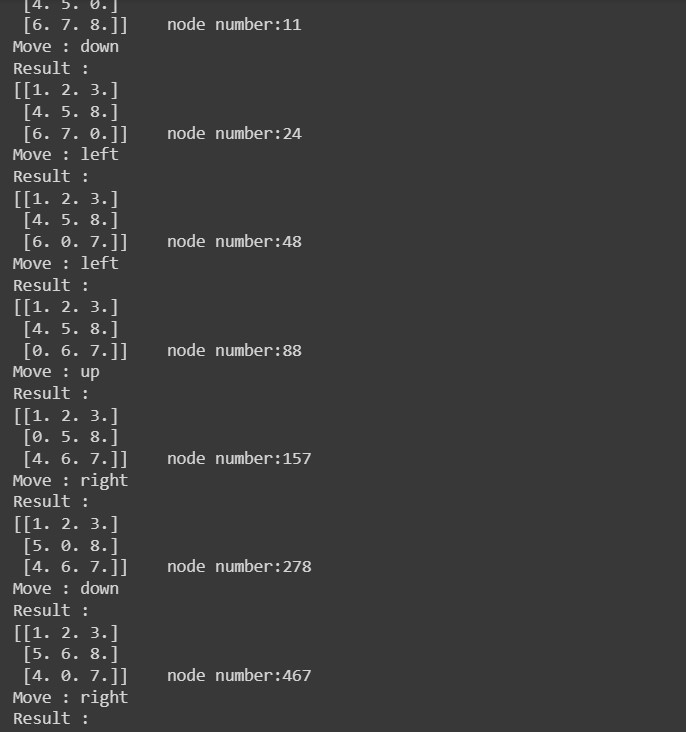 [4. 5. 0.]
[6. 7. 8.]] node number:11
Move : down
Result :
[[1. 2. 3.]
[4. 5. 8.]
[6. 7. 0.]] node number:24
Move : left
Result :
[[1. 2. 3.]
[4. 5. 8.]
[6. 0. 7.]] node number:48
Move : left
Result :
[[1. 2. 3.]
[4. 5. 8.]
[0. 6. 7.]] node number:88
Move : up
Result :
[[1. 2. 3.]
[0. 5. 8.]
[4. 6. 7.]] node number:157
Move : right
Result :
[[1. 2. 3.]
[5. 0. 8.]
[4. 6. 7.]] node number:278
Move : down
Result :
[[1. 2. 3.]
[5. 6. 8.]
[4. 0. 7.]] node number:467
Move : right
Result :